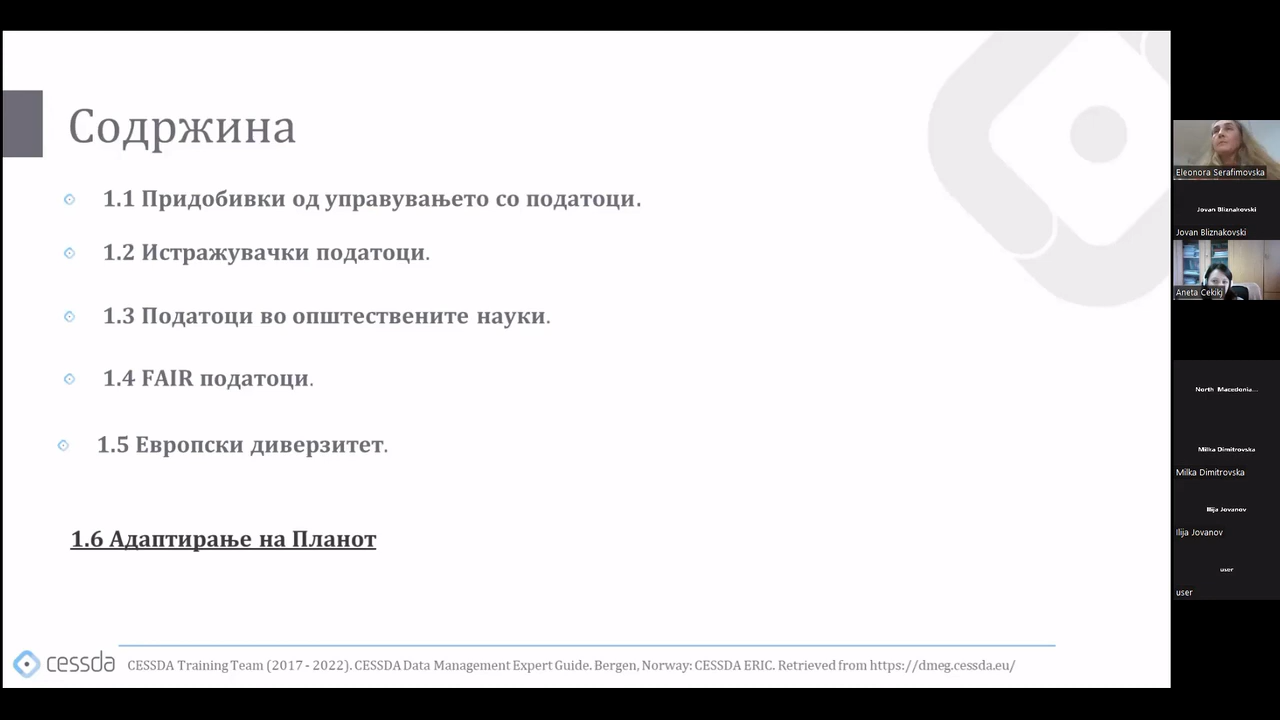 Содржина
1.1 Придобивки од управувањето со податоци.
1.2 Истражувачки податоци.
1.3 Податоци во општествените науки.
1.4 FAIR податоци.
1.5 Европски диверзитет.
1.6 Адаптирање на Планот
cessda
CESSDA Training Team (2017 - 2022). CESSDA Data Management Expert Guide. Bergen, Norway: CESSDA ERIC. Retrieved from https://dmeg.cessda.eu/
Eleonora Serafimovska
Jovan Bliznakovski
Jovan Bliznakovski
Aneta Cekikj
North Macedonia...
Milka Dimitrovska
Milka Dimitrovska
Ilija Jovanov
Ilija Jovanov
user
user